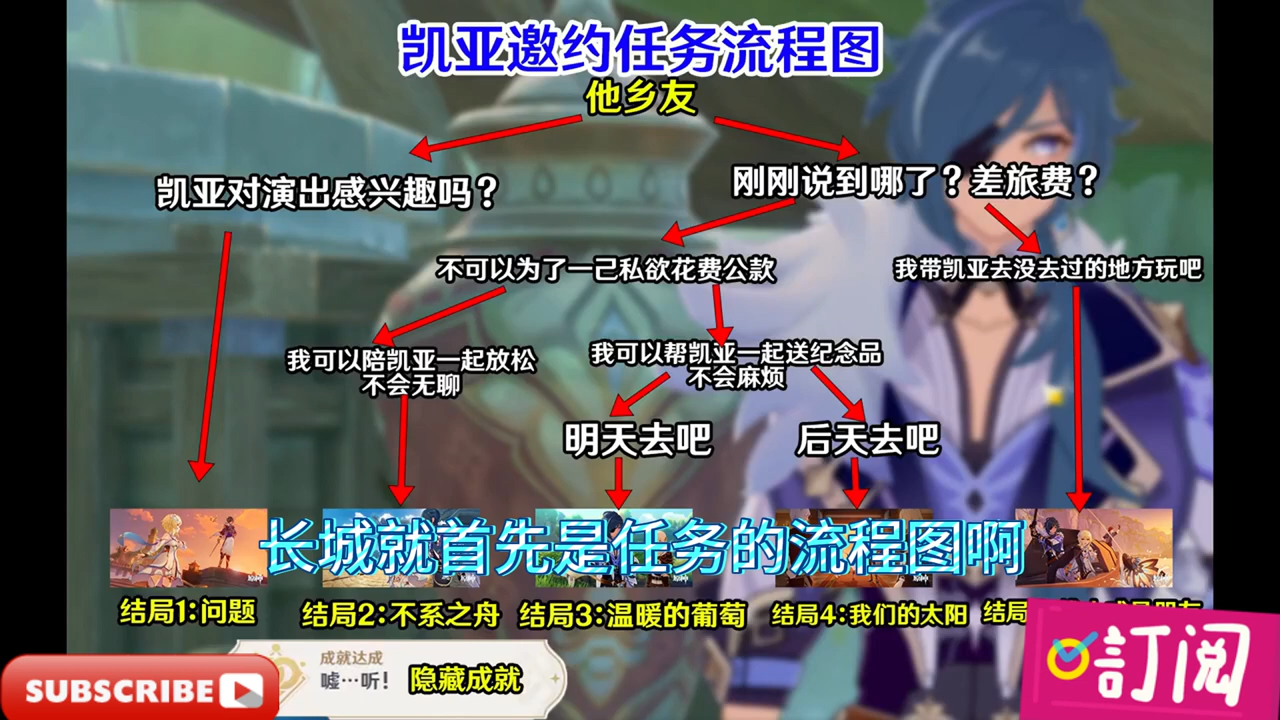 凯亚邀约任务流程图
他乡友
凯亚对演出感兴趣吗？
刚刚说到哪了？差旅费？
不可以为了一己私欲花费公款
我带凯亚去没去过的地方玩吧
我可以陪凯亚一起放松
不会无聊
我可以帮凯亚一起送纪念品
不会麻烦
明天去吧
后天去吧
长城就首先是任务的流程图啊
结局1:问题
结局2:不系之舟
结局3:温暖的葡萄
结局4:我们的太阳
结局
成就达成
嘘…听!
隐藏成就
SUBSCRIBE
訂阅